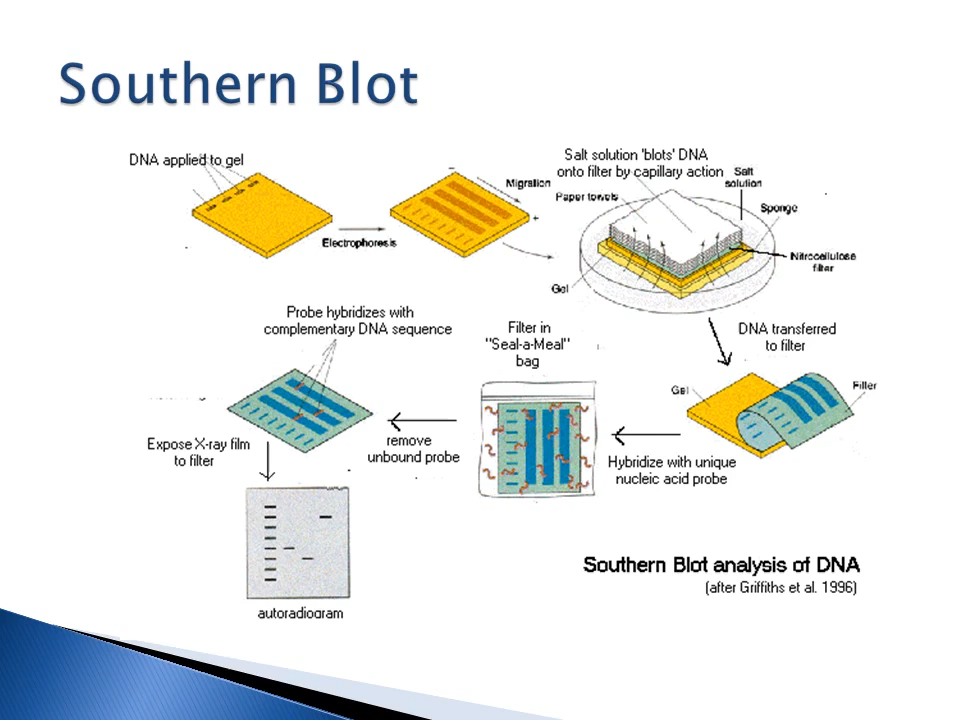 Southern Blot
DNA applied to gel
Electrophoresis
−
Migration
+
Salt solution 'blots' DNA
onto filter by capillary action
Paper towels
Salt
solution
Sponge
Nitrocellulose
filter
Gel
DNA transferred
to filter
Gel
Filter
Hybridize with unique
nucleic acid probe
Filter in
"Seal-a-Meal"
bag
remove
unbound probe
Probe hybridizes with
complementary DNA sequence
Expose X-ray film
to filter
autoradiogram
Southern Blot analysis of DNA
(after Griffiths et al. 1996)